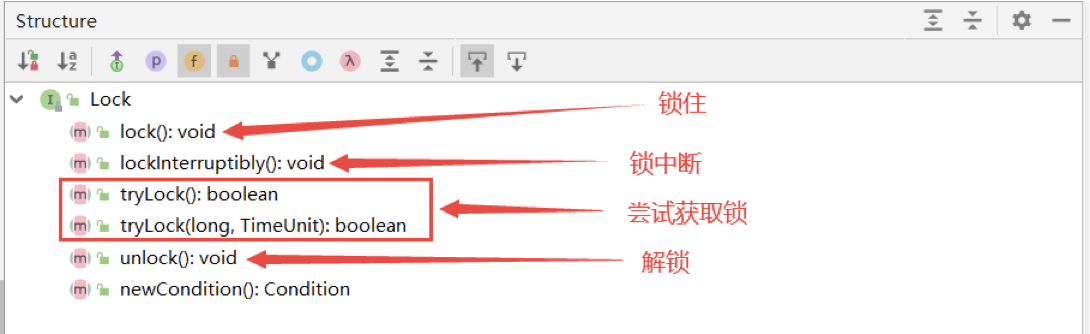 Structure
Lock
lock(): void
锁住
lockInterruptibly(): void
锁中断
tryLock(): boolean
tryLock(long, TimeUnit): boolean
尝试获取锁
unlock(): void
解锁
newCondition(): Condition